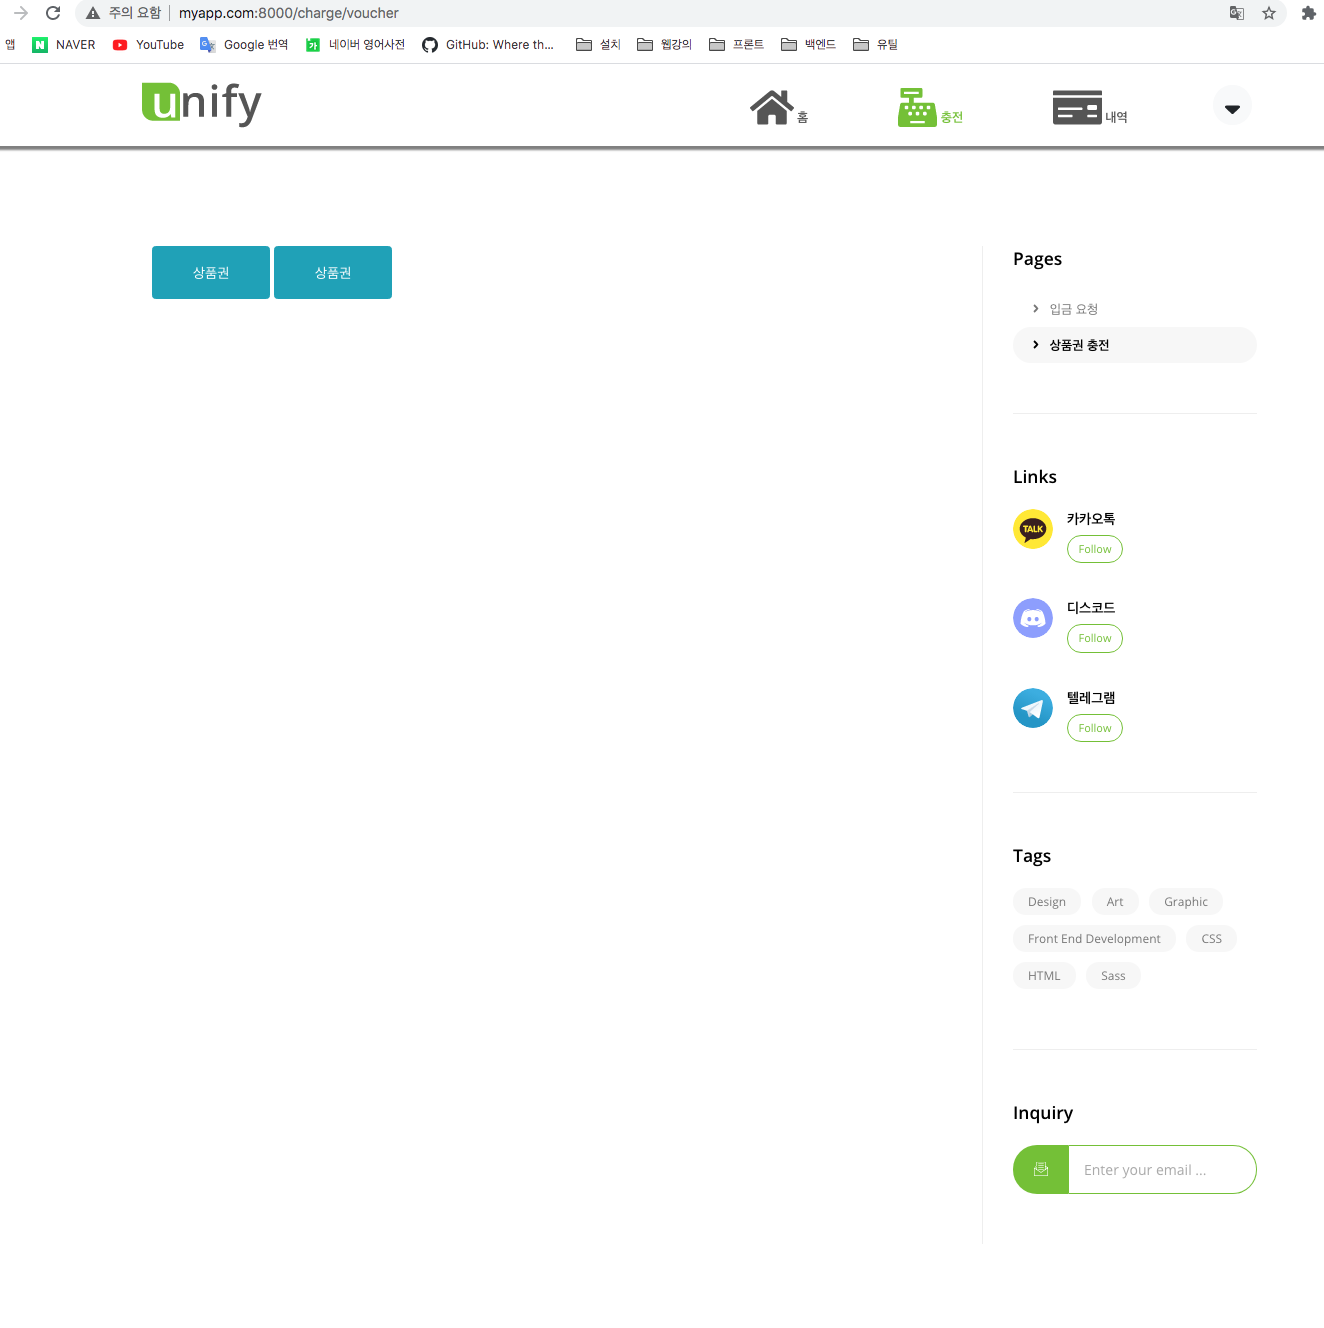 주의 요함 myapp.com:8000/charge/voucher
앱 NAVER YouTube Google 번역 네이버 영어사전 GitHub: Where th... 설치 웹강의 프론트 백엔드 유틸
unify 홈 충전 내역
상품권 상품권
Pages
입금 요청
상품권 충전
Links
TALK 카카오톡
Follow
디스코드
Follow
텔레그램
Follow
Tags
Design Art Graphic
Front End Development CSS
HTML Sass
Inquiry
Enter your email ...